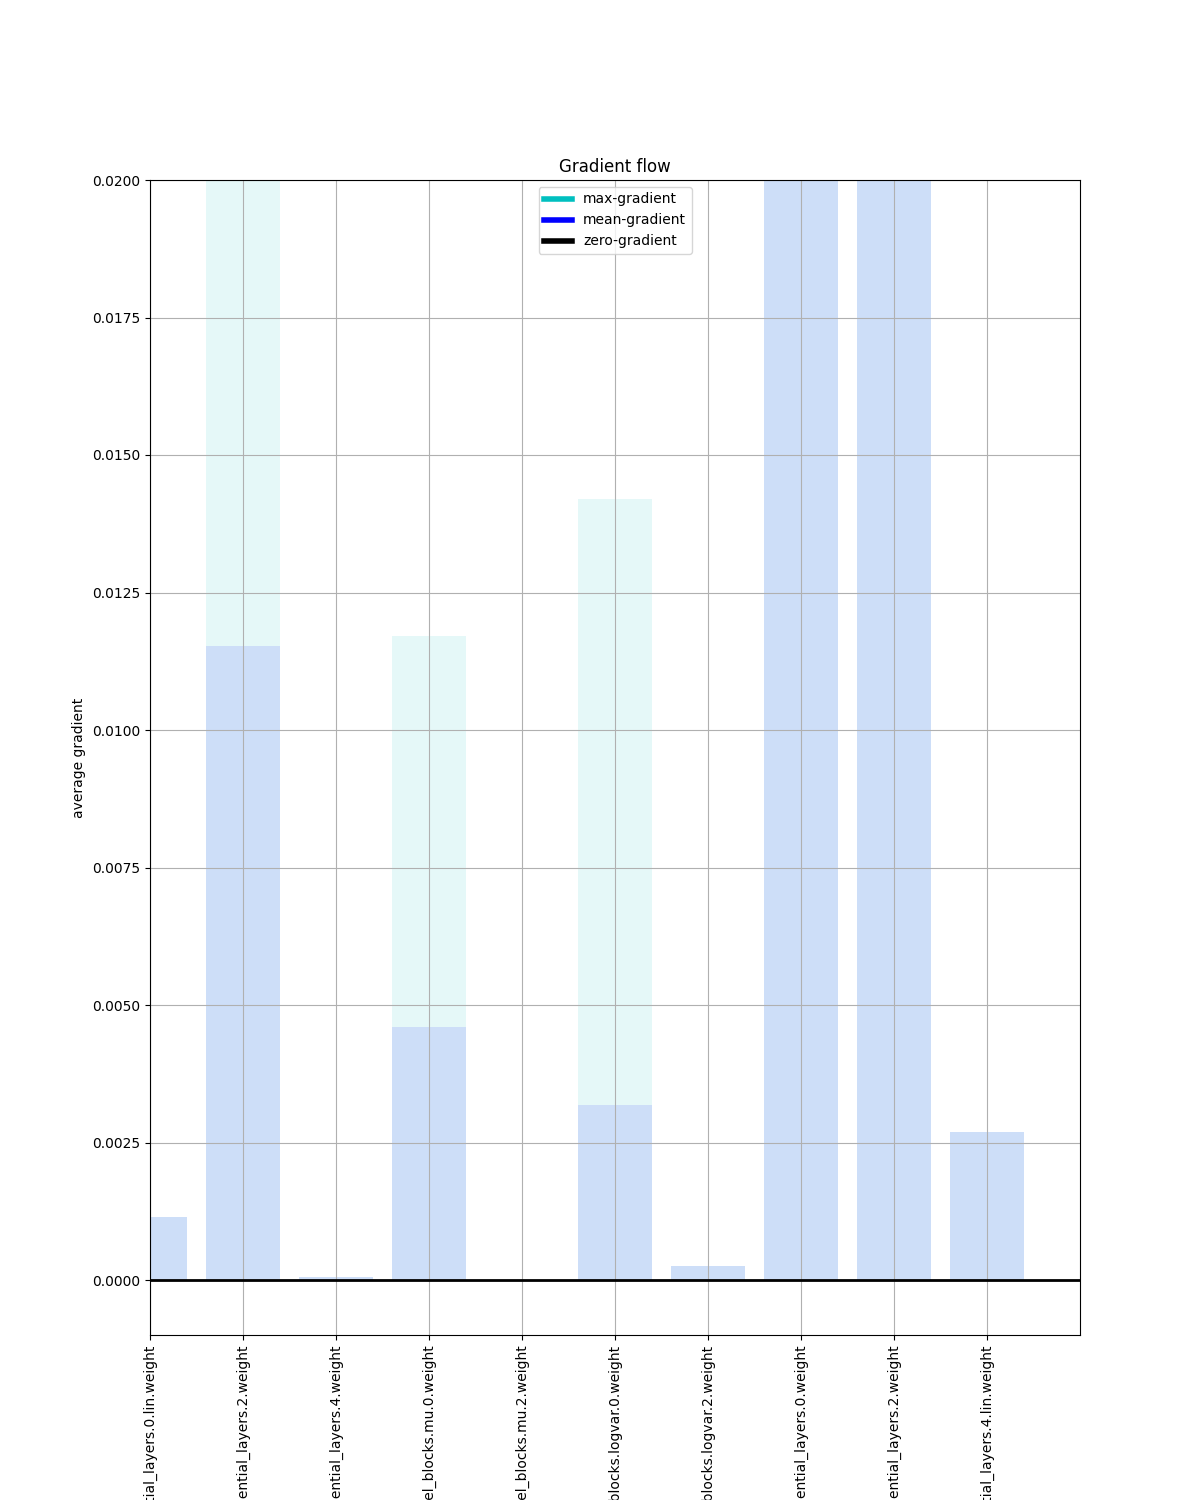 Gradient flow
max-gradient
mean-gradient
zero-gradient
0.0200
0.0175
0.0150
0.0125
0.0100
0.0075
0.0050
0.0025
0.0000
average gradient
tial_layers.0.lin.weight
ential_layers.2.weight
ential_layers.4.weight
el_blocks.mu.0.weight
el_blocks.mu.2.weight
blocks.logvar.0.weight
blocks.logvar.2.weight
ential_layers.0.weight
ential_layers.2.weight
tial_layers.4.lin.weight